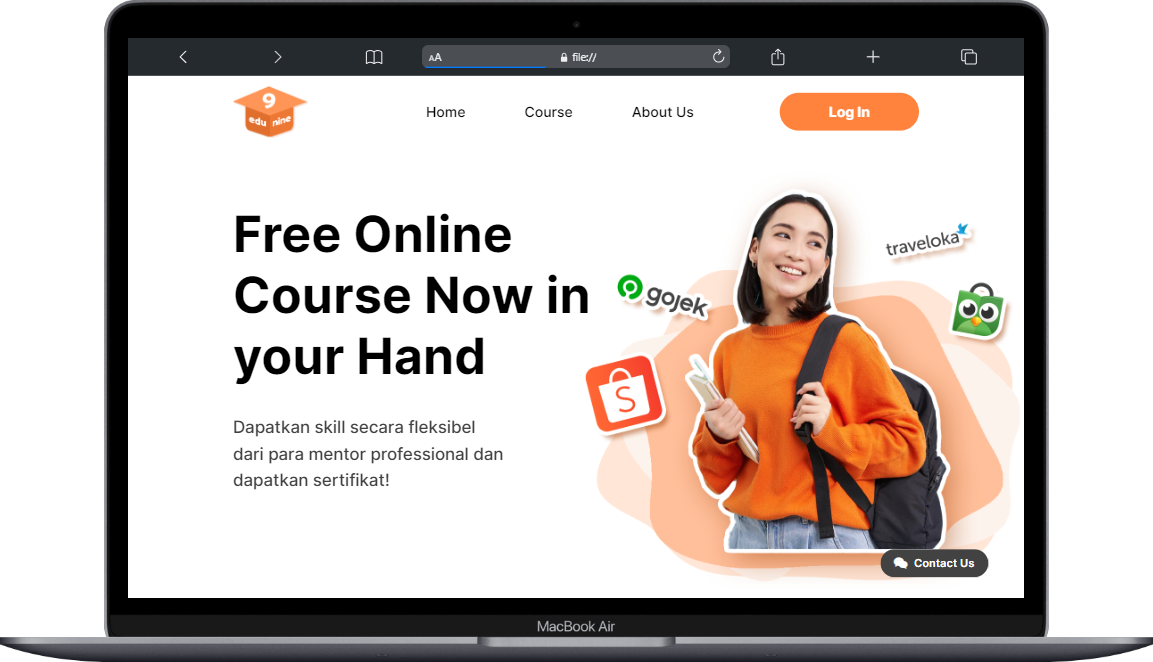 AA
file://
9
edu nine
Home
Course
About Us
Log In
Free Online
Course Now in
your Hand
Dapatkan skill secara fleksibel
dari para mentor professional dan
dapatkan sertifikat!
traveloka
gojek
S
Contact Us
MacBook Air